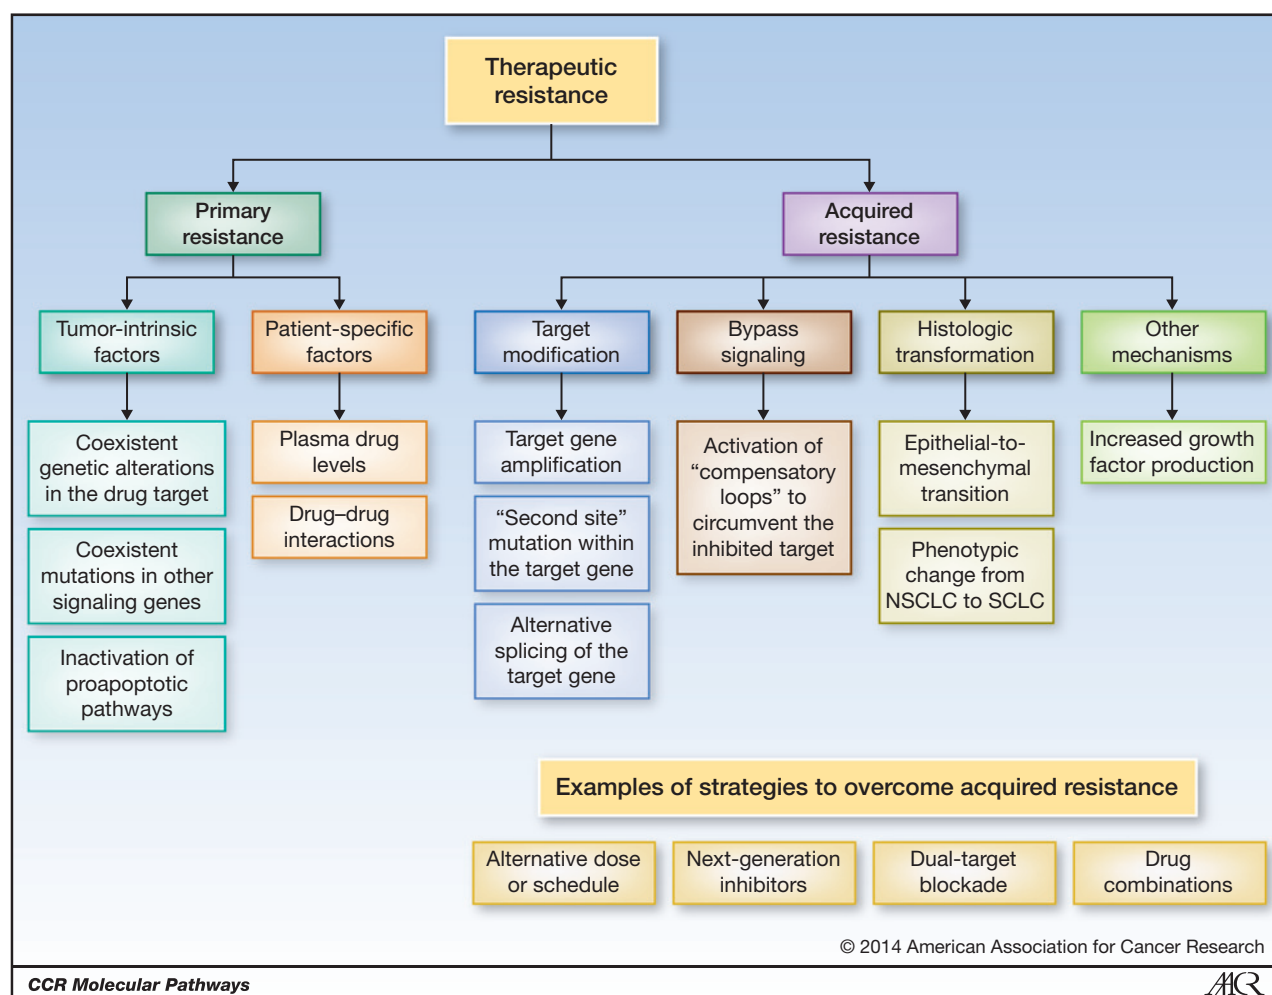 Therapeutic
resistance
Primary
resistance
Acquired
resistance
Tumor-intrinsic
factors
Patient-specific
factors
Target
modification
Bypass
signaling
Histologic
transformation
Other
mechanisms
Coexistent
genetic alterations
in the drug target
Coexistent
mutations in other
signaling genes
Inactivation of
proapoptotic
pathways
Plasma drug
levels
Drug–drug
interactions
Target gene
amplification
“Second site”
mutation within
the target gene
Alternative
splicing of the
target gene
Activation of
“compensatory
loops” to
circumvent the
inhibited target
Epithelial-to-
mesenchymal
transition
Phenotypic
change from
NSCLC to SCLC
Increased growth
factor production
Examples of strategies to overcome acquired resistance
Alternative dose
or schedule
Next-generation
inhibitors
Dual-target
blockade
Drug
combinations
© 2014 American Association for Cancer Research
CCR Molecular Pathways
AACR